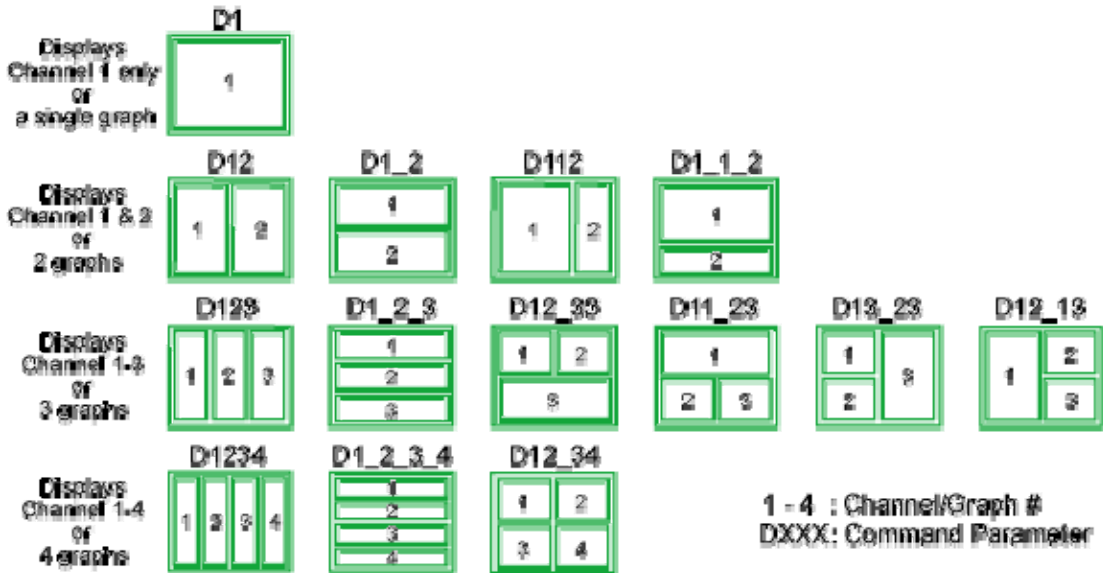 D1
Displays
Channel 1 only
or
a single graph
1
D12 D1_2 D112 D1_1_2
Displays
Channel 1 & 2
or
2 graphs
1 2
1
2
1 2
1
2
D123 D1_2_3 D12_33 D11_23 D13_23 D12_13
Displays
Channel 1-3
or
3 graphs
1 2 3
1
2
3
1 2
3
1
2 3
1
2
3
1
2
3
D1234 D1_2_3_4 D12_34
Displays
Channel 1-4
or
4 graphs
1 2 3 4
1
2
3
4
1 2
3 4
1 - 4 : Channel/Graph #
DXXX : Command Parameter